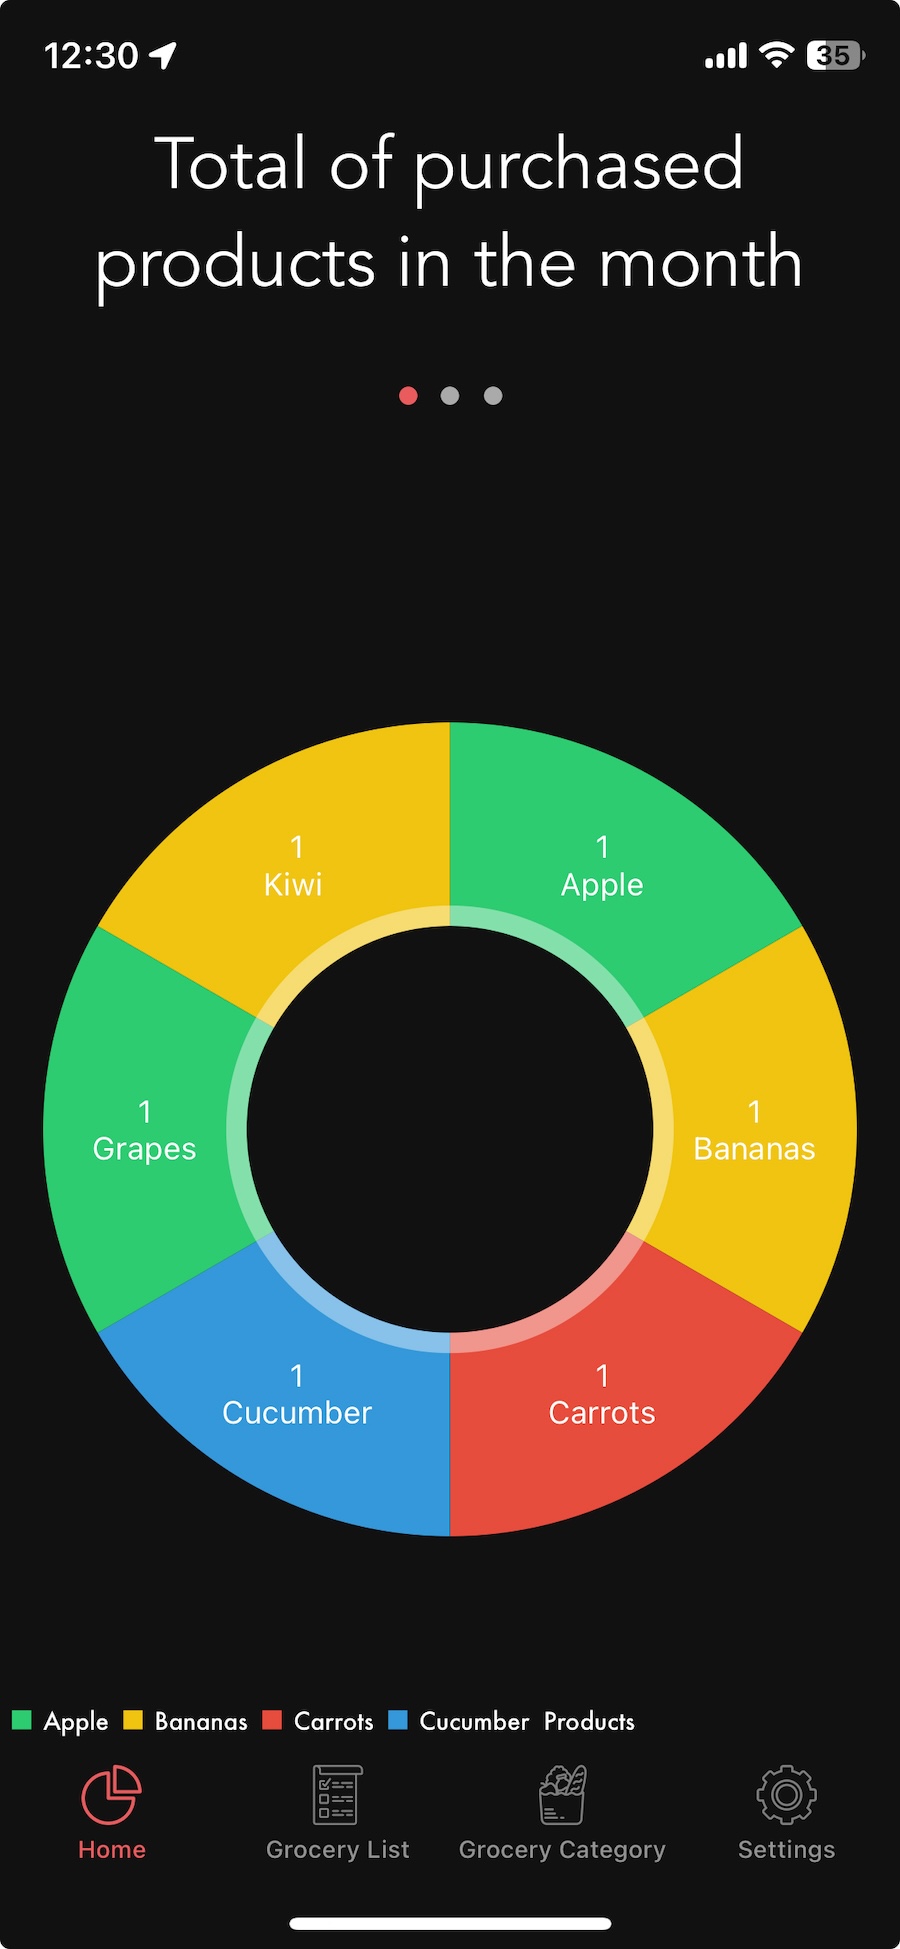 12:30
35
Total of purchased
products in the month
1
Kiwi
1
Apple
1
Grapes
1
Bananas
1
Cucumber
1
Carrots
Apple Bananas Carrots Cucumber Products
Home Grocery List Grocery Category Settings